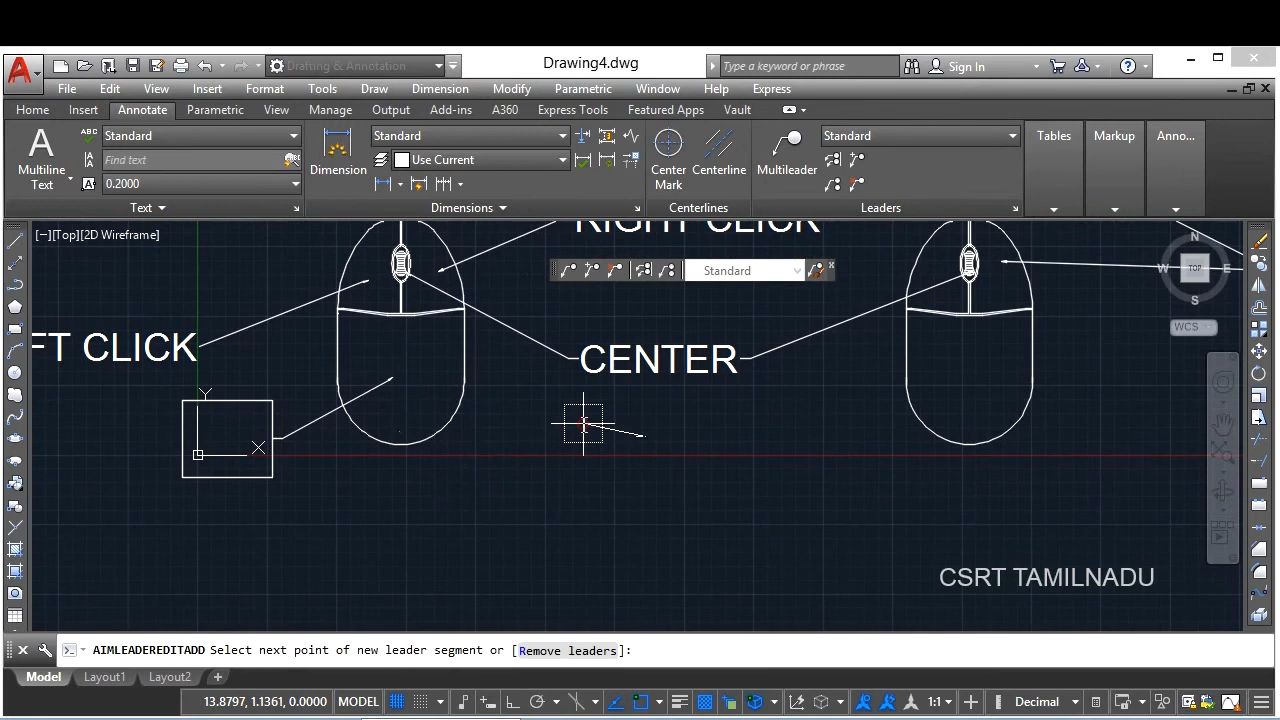 Drafting & Annotation
Drawing4.dwg
Type a keyword or phrase
Sign In
File Edit View Insert Format Tools Draw Dimension Modify Parametric Window Help Express
Home Insert Annotate Parametric View Manage Output Add-ins A360 Express Tools Featured Apps Vault
A
Multiline
Text
ABC Standard
Find text
0.2000
Text
Dimension
Standard
Use Current
Dimensions
Center
Mark
Centerline
Centerlines
Multileader
Standard
Leaders
Tables
Markup
Anno...
[−][Top][2D Wireframe]
RIGHT CLICK
Standard
N
W TOP E
S
WCS
FT CLICK
CENTER
Y
X
CSRT TAMILNADU
AIMLEADEREDITADD Select next point of new leader segment or [Remove leaders]:
Model Layout1 Layout2 +
13.8797, 1.1361, 0.0000 MODEL
1:1
Decimal